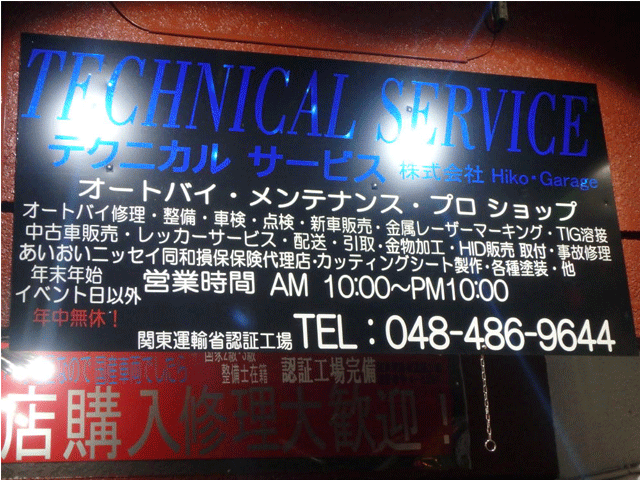 TECHNICAL SERVICE
テクニカル サービス 株式会社 Hiko・Garage
オートバイ・メンテナンス・プロ ショップ
オートバイ修理・整備・車検・点検・新車販売・金属レーザーマーキング・TIG溶接
中古車販売・レッカーサービス・配送・引取・金物加工・HID販売 取付・事故修理
あいおいニッセイ同和損保保険代理店・カッティングシート製作・各種塗装・他
年末年始
イベント日以外
年中無休！
営業時間 AM 10:00～PM10:00
関東運輸省認証工場 TEL：048-486-9644
整備士在籍 認証工場完備
店購入修理大歓迎！